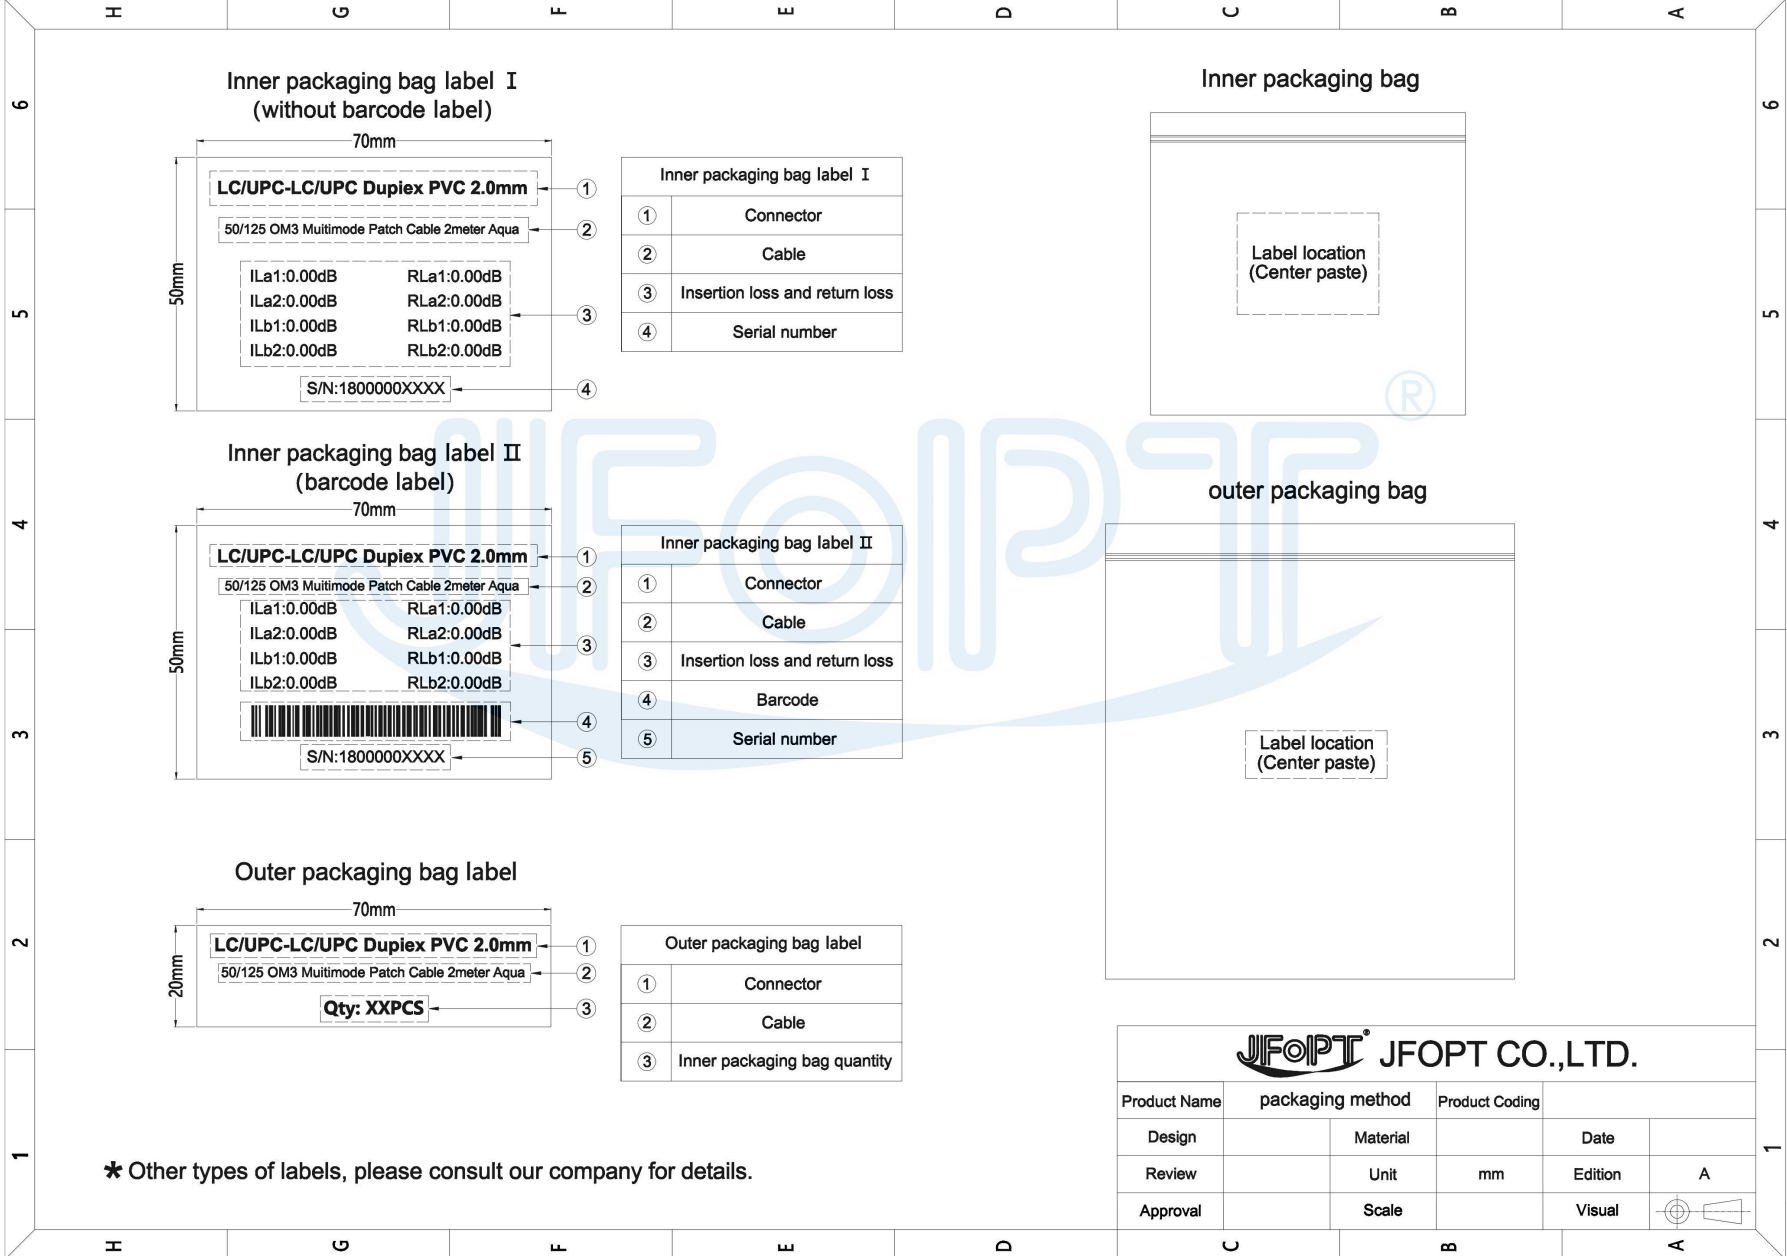 H G F E D C B A
6
6
5
5
4
4
3
3
2
2
1
1
Inner packaging bag label Ⅰ
(without barcode label)
70mm
50mm
LC/UPC-LC/UPC Dupiex PVC 2.0mm
①
50/125 OM3 Muitimode Patch Cable 2meter Aqua
②
ILa1:0.00dB RLa1:0.00dB
ILa2:0.00dB RLa2:0.00dB
ILb1:0.00dB RLb1:0.00dB
ILb2:0.00dB RLb2:0.00dB
③
S/N:1800000XXXX
④
Inner packaging bag label Ⅰ
① Connector
② Cable
③ Insertion loss and return loss
④ Serial number
Inner packaging bag
Label location
(Center paste)
Inner packaging bag label Ⅱ
(barcode label)
70mm
50mm
LC/UPC-LC/UPC Dupiex PVC 2.0mm
①
50/125 OM3 Muitimode Patch Cable 2meter Aqua
②
ILa1:0.00dB RLa1:0.00dB
ILa2:0.00dB RLa2:0.00dB
ILb1:0.00dB RLb1:0.00dB
ILb2:0.00dB RLb2:0.00dB
③
④
S/N:1800000XXXX
⑤
Inner packaging bag label Ⅱ
① Connector
② Cable
③ Insertion loss and return loss
④ Barcode
⑤ Serial number
outer packaging bag
Label location
(Center paste)
JFOPT®
Outer packaging bag label
70mm
20mm
LC/UPC-LC/UPC Dupiex PVC 2.0mm
①
50/125 OM3 Muitimode Patch Cable 2meter Aqua
②
Qty: XXPCS
③
Outer packaging bag label
① Connector
② Cable
③ Inner packaging bag quantity
* Other types of labels, please consult our company for details.
JFOPT® JFOPT CO.,LTD.
Product Name packaging method Product Coding
Design Material Date
Review Unit mm Edition A
Approval Scale Visual
H G F E D C B A